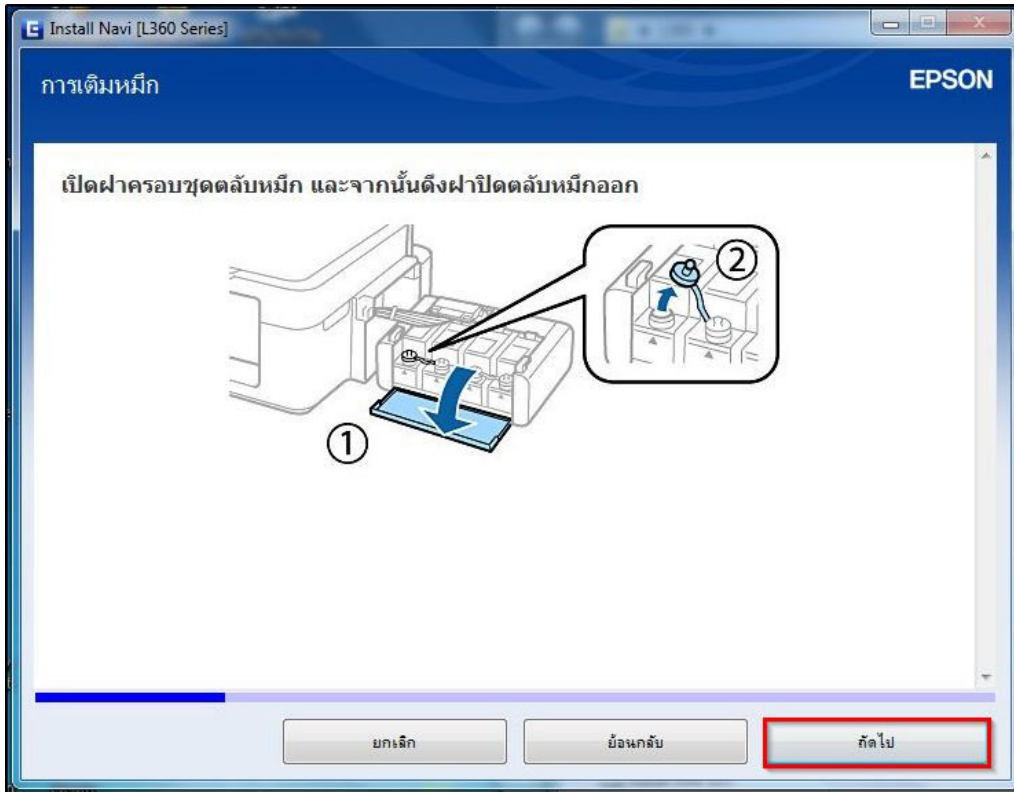 Install Navi [L360 Series]
การเติมหมึก
EPSON
เปิดฝาครอบชุดตลับหมึก และจากนั้นดึงฝาปิดตลับหมึกออก
②
①
ยกเลิก
ย้อนกลับ
ถัดไป